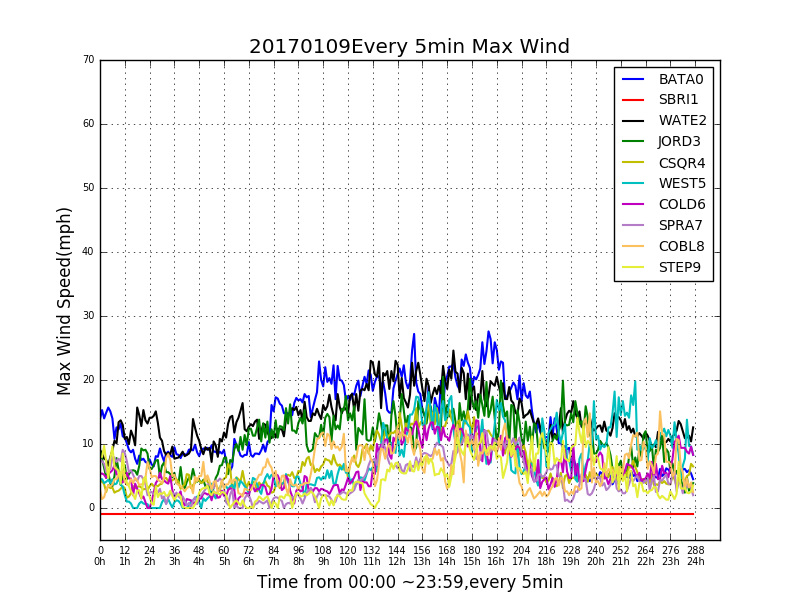 20170109Every 5min Max Wind
70
60
50
40
30
20
10
0
Max Wind Speed(mph)
BATA0
SBRI1
WATE2
JORD3
CSQR4
WEST5
COLD6
SPRA7
COBL8
STEP9
0 12 24 36 48 60 72 84 96 108 120 132 144 156 168 180 192 204 216 228 240 252 264 276 288
0h 1h 2h 3h 4h 5h 6h 7h 8h 9h 10h 11h 12h 13h 14h 15h 16h 17h 18h 19h 20h 21h 22h 23h 24h
Time from 00:00 ~23:59,every 5min